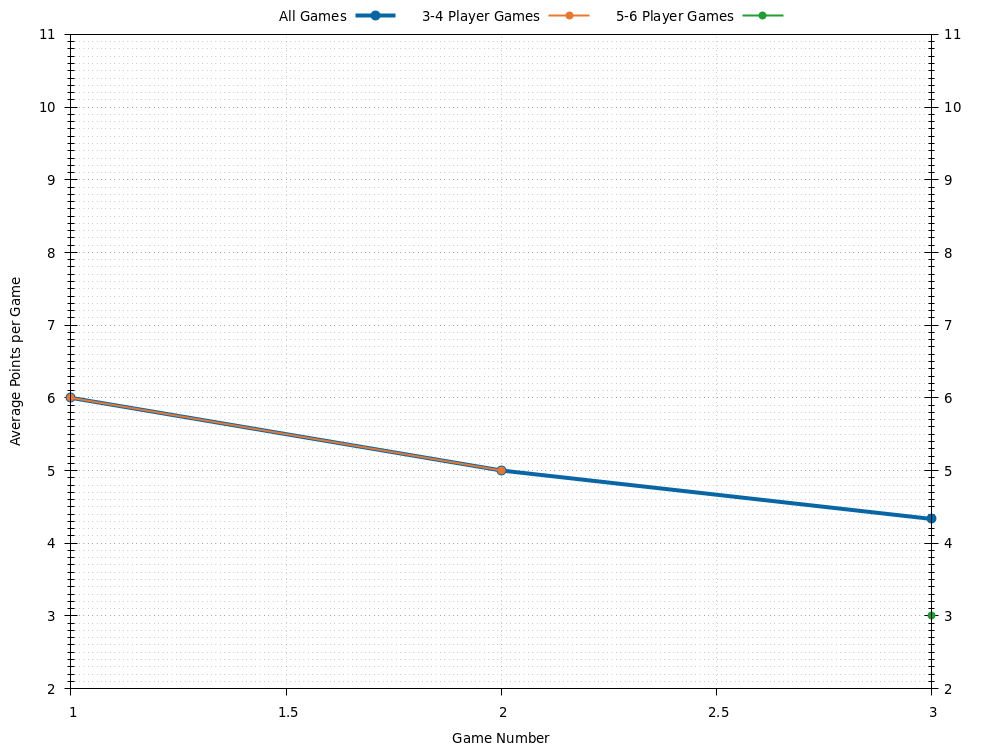 All Games 3-4 Player Games 5-6 Player Games
11 11
10 10
9 9
8 8
7 7
6 6
5 5
4 4
3 3
2 2
Average Points per Game
1 1.5 2 2.5 3
Game Number